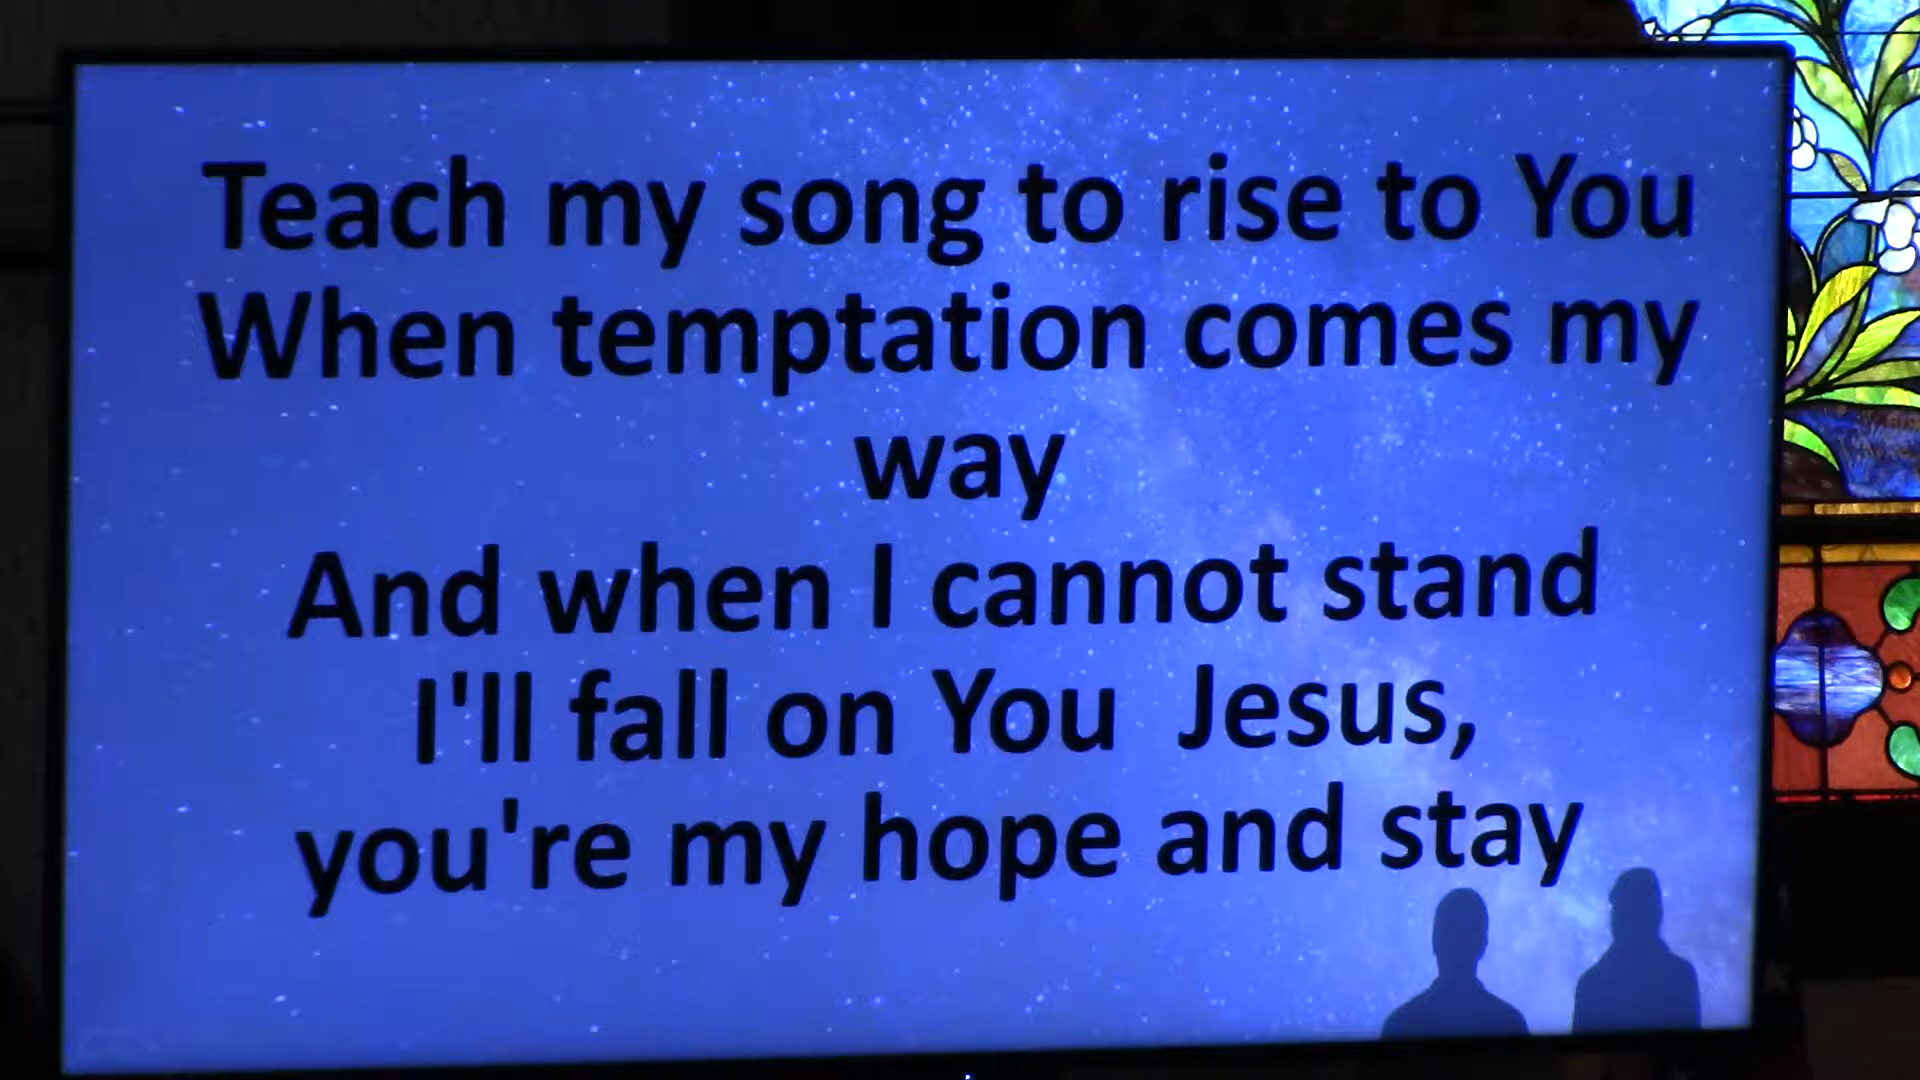 Teach my song to rise to You
When temptation comes my
way
And when I cannot stand
I'll fall on You  Jesus,
you're my hope and stay